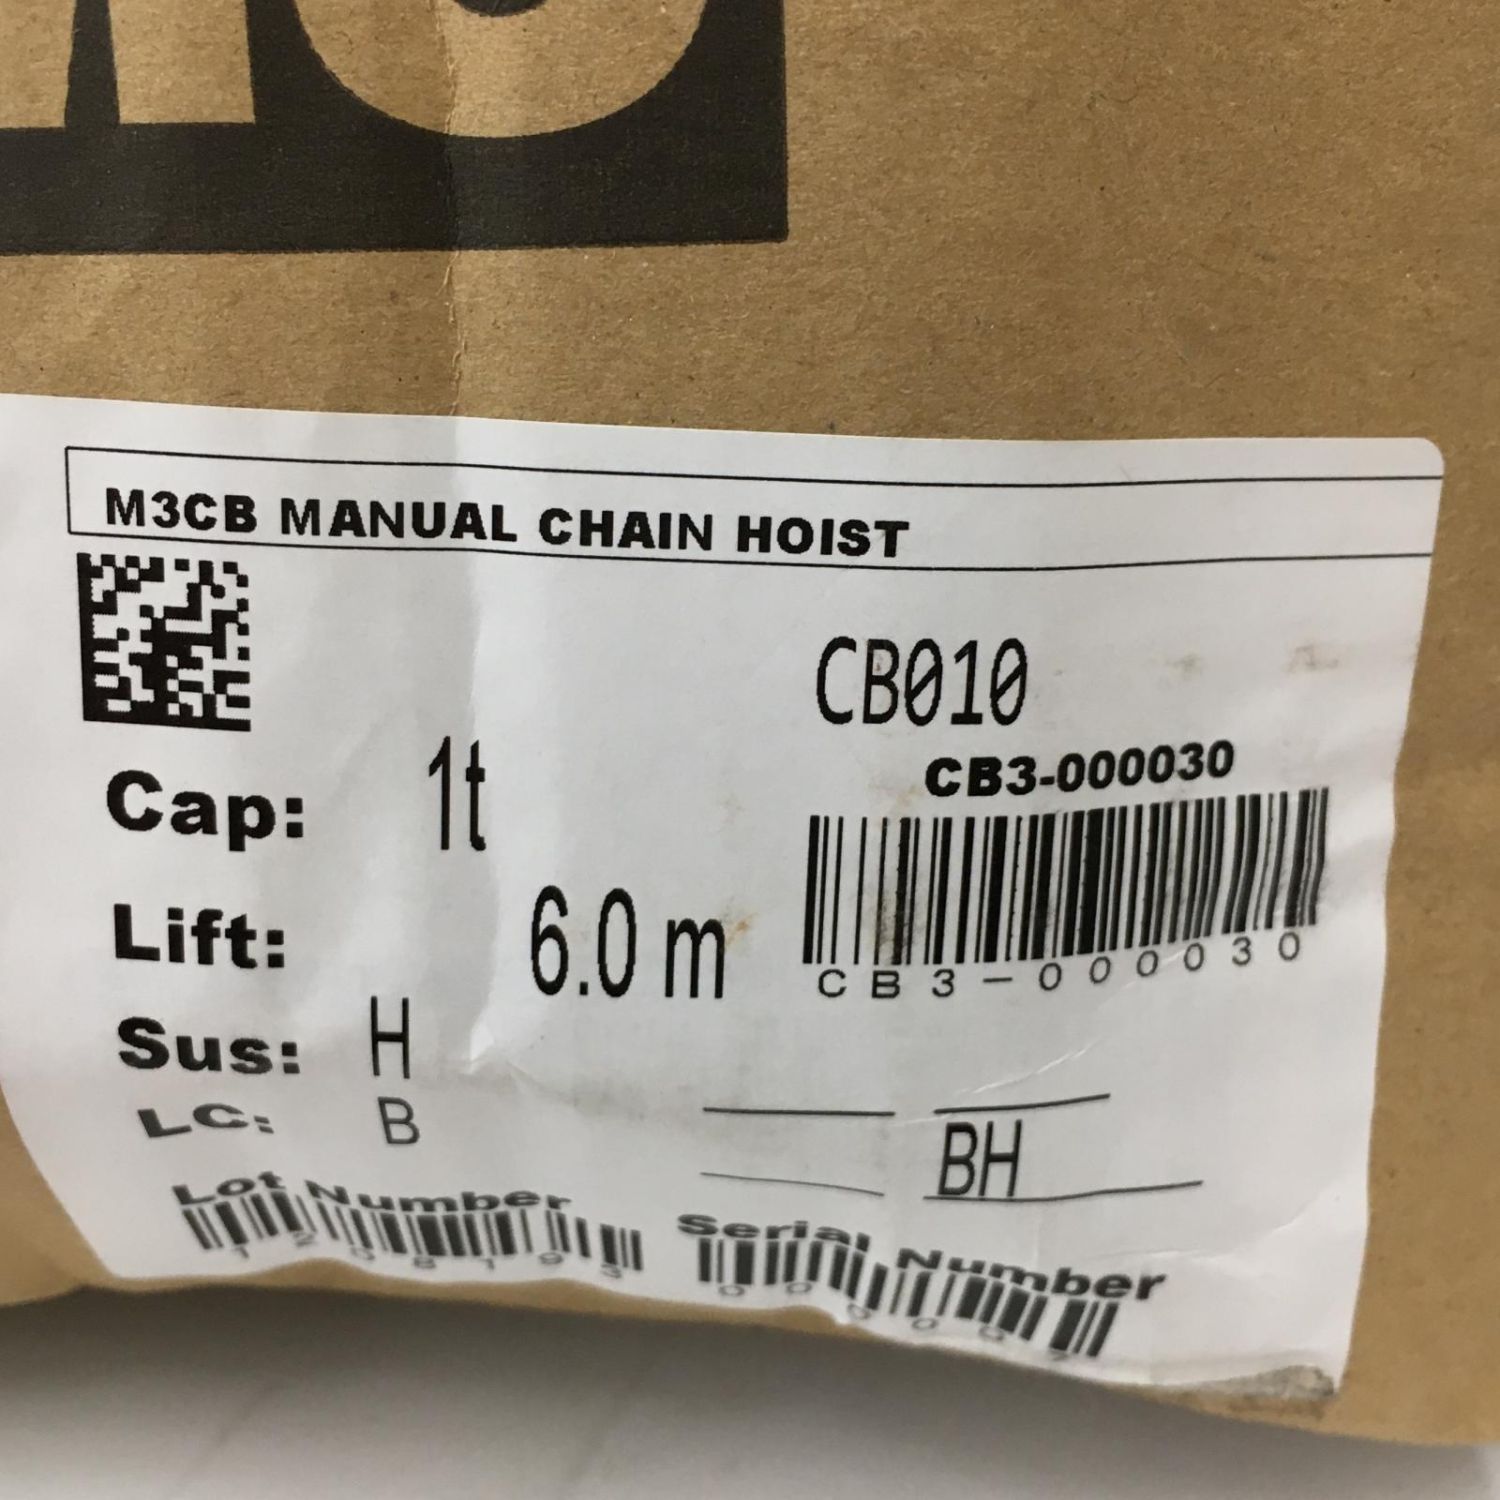 M3CB MANUAL CHAIN HOIST
CB010
CB3-000030
CB3-000030
Cap: 1t
Lift: 6.0 m
Sus: H
LC: B
BH
Lot Number
Serial Number